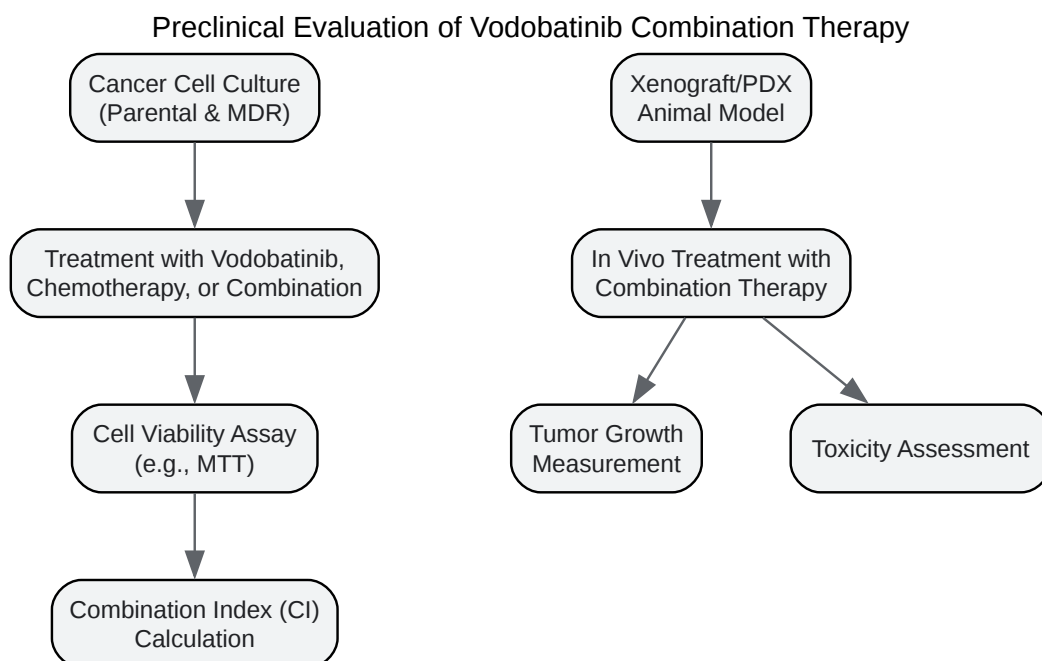 Preclinical Evaluation of Vodobatinib Combination Therapy
Cancer Cell Culture
(Parental & MDR)
Treatment with Vodobatinib,
Chemotherapy, or Combination
Cell Viability Assay
(e.g., MTT)
Combination Index (CI)
Calculation
Xenograft/PDX
Animal Model
In Vivo Treatment with
Combination Therapy
Tumor Growth
Measurement
Toxicity Assessment